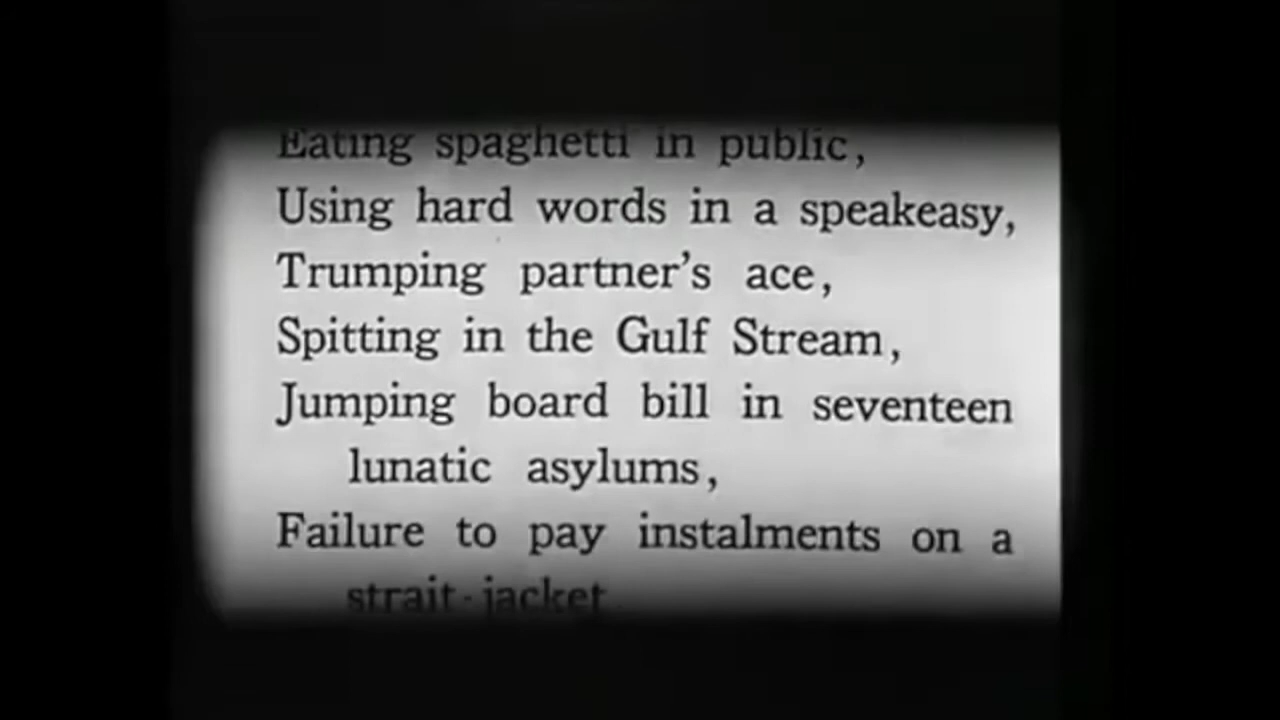 Eating spaghetti in public,
Using hard words in a speakeasy,
Trumping partner's ace,
Spitting in the Gulf Stream,
Jumping board bill in seventeen
lunatic asylums,
Failure to pay instalments on a
strait-jacket